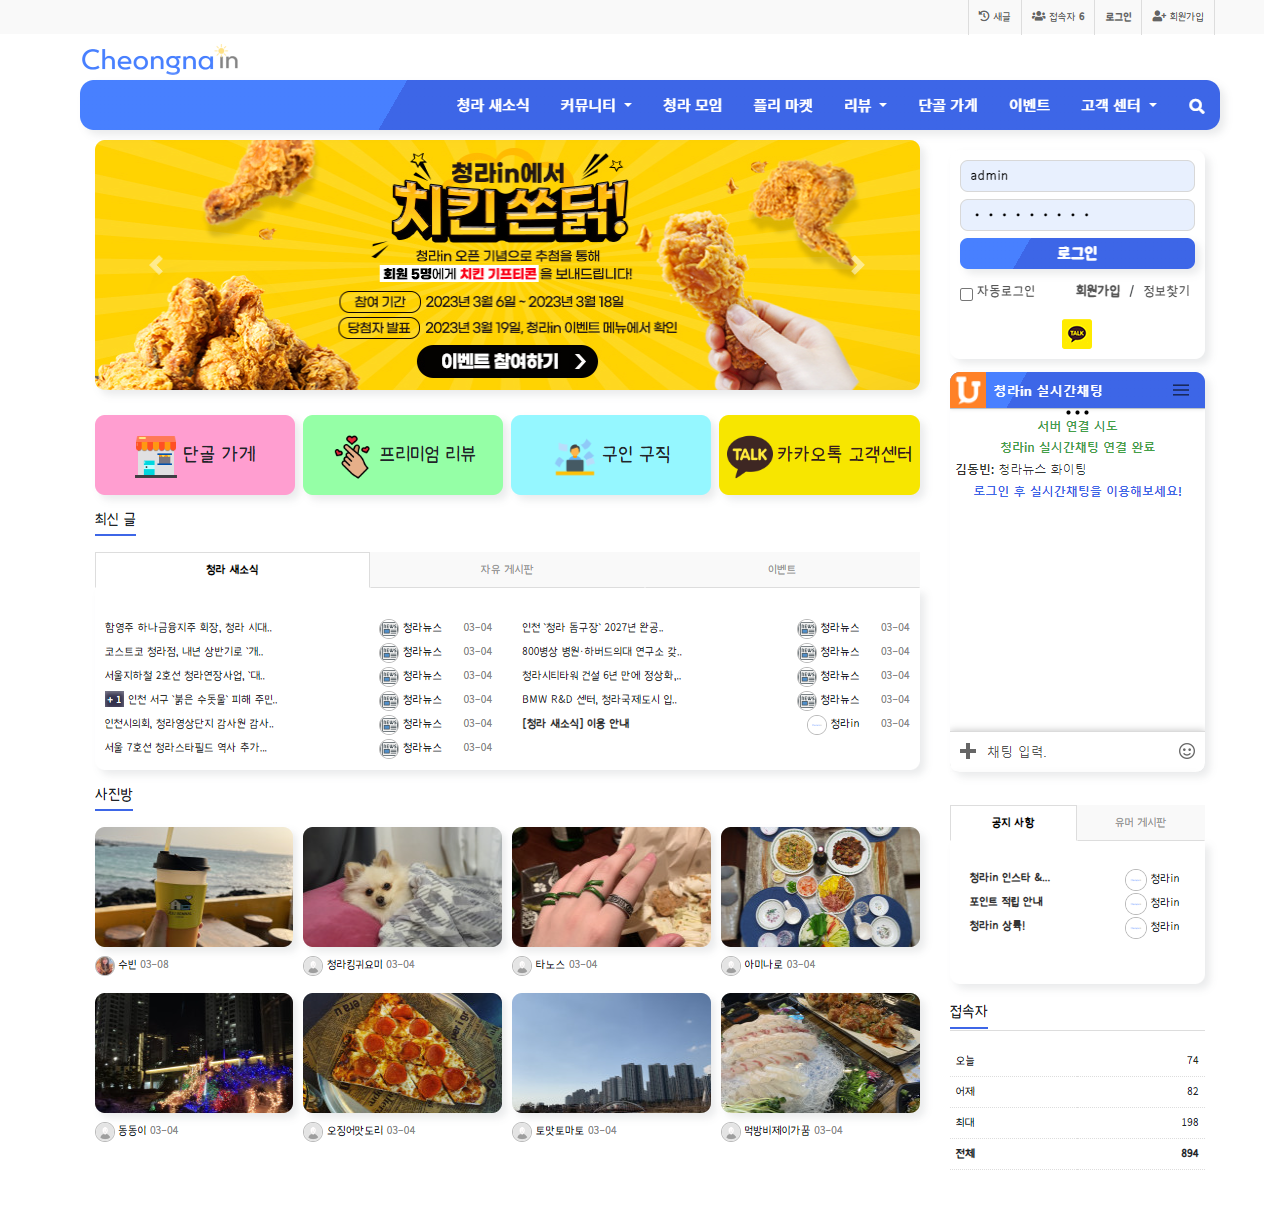 새글 접속자 6 로그인 회원가입
Cheongna in
청라 새소식 커뮤니티 청라 모임 플리 마켓 리뷰 단골 가게 이벤트 고객 센터
청라in에서
치킨 쏜닭!
청라in 오픈 기념으로 추첨을 통해
회원 5명에게 치킨 기프티콘 을 보내드립니다!
참여 기간 2023년 3월 6일 ~ 2023년 3월 18일
당첨자 발표 2023년 3월 19일, 청라in 이벤트 메뉴에서 확인
이벤트 참여하기
단골 가게
프리미엄 리뷰
구인 구직
TALK 카카오톡 고객센터
최신 글
청라 새소식 자유 게시판 이벤트
함영주 하나금융지주 회장, 청라 시대.. 청라뉴스 03-04
코스트코 청라점, 내년 상반기로 '개.. 청라뉴스 03-04
서울지하철 2호선 청라연장사업, '대.. 청라뉴스 03-04
+ 1 인천 서구 '붉은 수돗물' 피해 주민.. 청라뉴스 03-04
인천시의회, 청라영상단지 감사원 감사.. 청라뉴스 03-04
서울 7호선 청라스타필드 역사 추가... 청라뉴스 03-04
인천 '청라 돔구장' 2027년 완공.. 청라뉴스 03-04
800병상 병원·하버드의대 연구소 갖.. 청라뉴스 03-04
청라시티타워 건설 6년 만에 정상화,.. 청라뉴스 03-04
BMW R&D 센터, 청라국제도시 입.. 청라뉴스 03-04
[청라 새소식] 이용 안내 청라in 03-04
사진방
수빈 03-08
청라킹귀요미 03-04
타노스 03-04
아미나로 03-04
동동이 03-04
오징어맛도리 03-04
토맛토마토 03-04
먹방비제이가꿈 03-04
admin
로그인
자동로그인 회원가입 / 정보찾기
TALK
청라in 실시간채팅
서버 연결 시도
청라in 실시간채팅 연결 완료
김동빈: 청라뉴스 화이팅
로그인 후 실시간채팅을 이용해보세요!
채팅 입력.
공지 사항 유머 게시판
청라in 인스타 &... 청라in
포인트 적립 안내 청라in
청라in 상륙! 청라in
접속자
오늘 74
어제 82
최대 198
전체 894